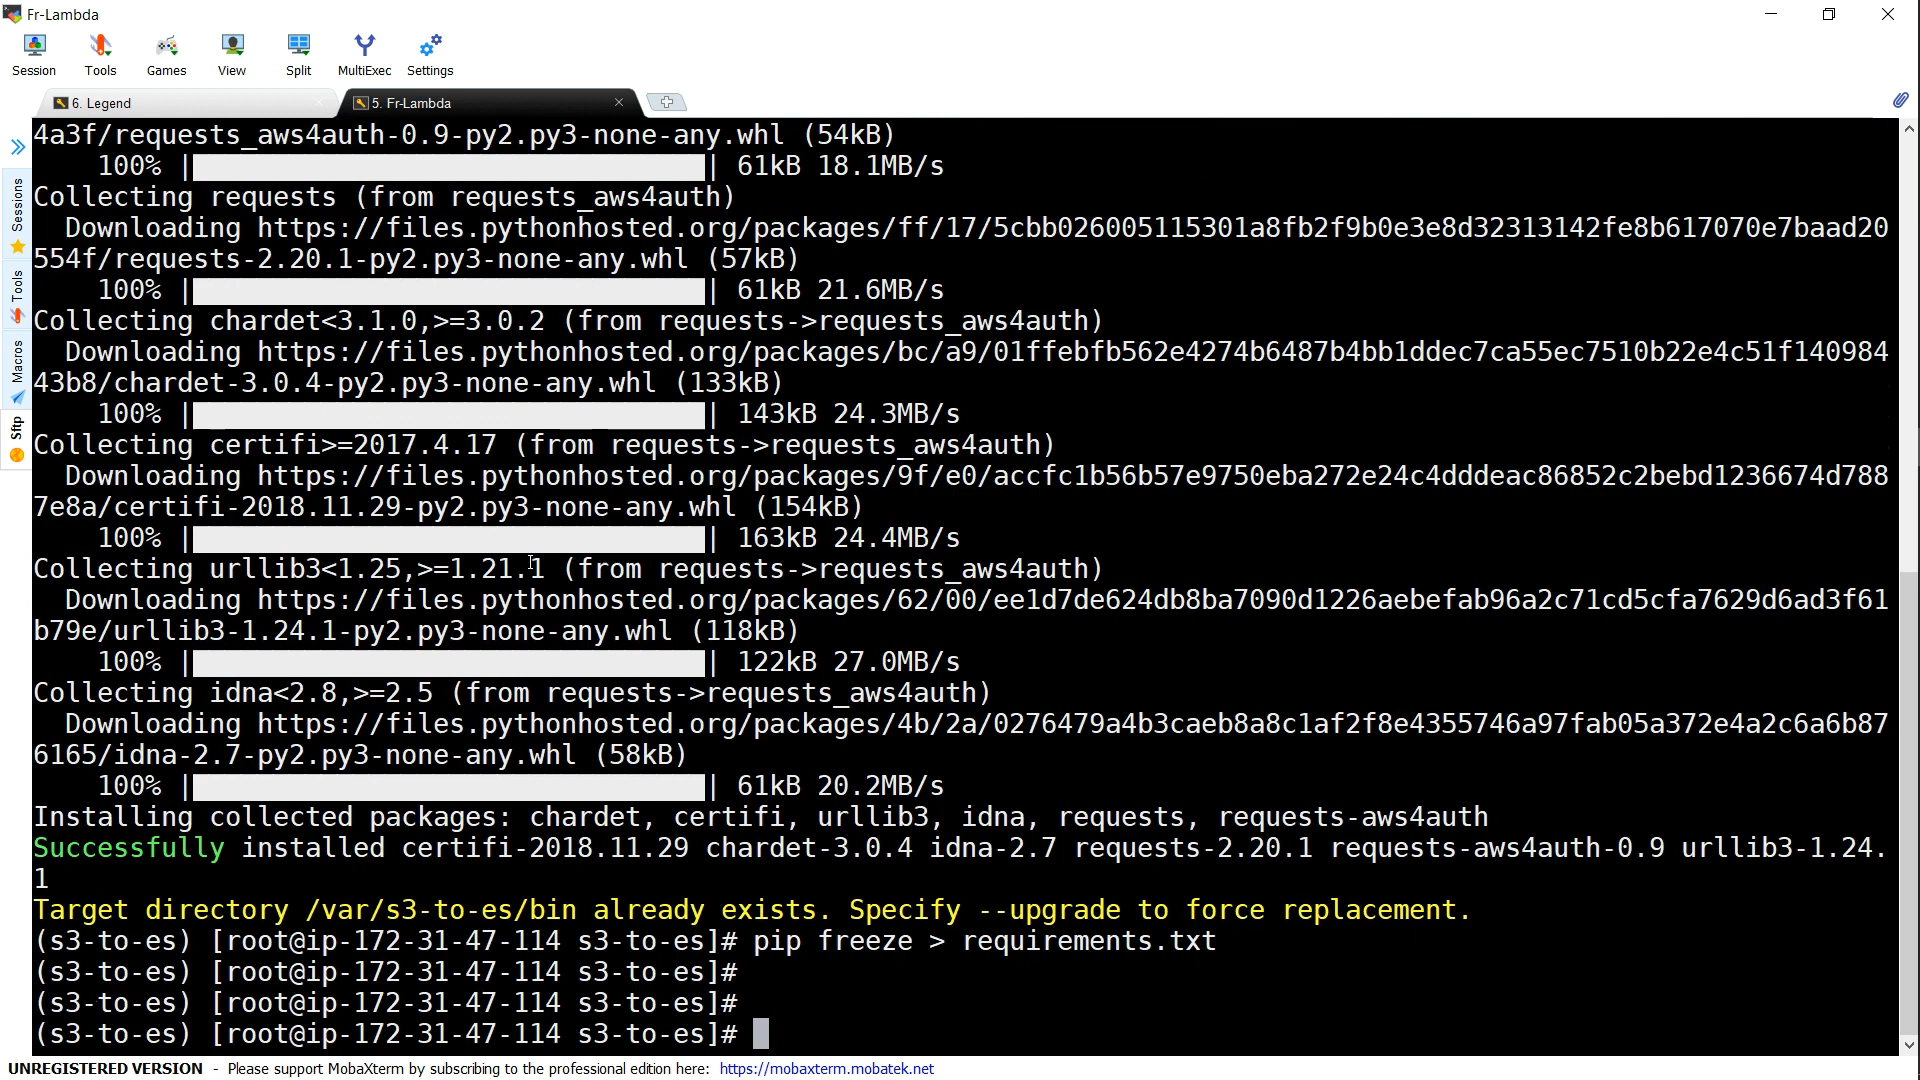 Fr-Lambda
Session Tools Games View Split MultiExec Settings
6. Legend 5. Fr-Lambda
Sessions
Tools
Macros
Sftp
4a3f/requests_aws4auth-0.9-py2.py3-none-any.whl (54kB)
100% | | 61kB 18.1MB/s
Collecting requests (from requests_aws4auth)
Downloading https://files.pythonhosted.org/packages/ff/17/5cbb026005115301a8fb2f9b0e3e8d32313142fe8b617070e7baad20
554f/requests-2.20.1-py2.py3-none-any.whl (57kB)
100% | | 61kB 21.6MB/s
Collecting chardet<3.1.0,>=3.0.2 (from requests->requests_aws4auth)
Downloading https://files.pythonhosted.org/packages/bc/a9/01ffebfb562e4274b6487b4bb1ddec7ca55ec7510b22e4c51f140984
43b8/chardet-3.0.4-py2.py3-none-any.whl (133kB)
100% | | 143kB 24.3MB/s
Collecting certifi>=2017.4.17 (from requests->requests_aws4auth)
Downloading https://files.pythonhosted.org/packages/9f/e0/accfc1b56b57e9750eba272e24c4dddeac86852c2bebd1236674d788
7e8a/certifi-2018.11.29-py2.py3-none-any.whl (154kB)
100% | | 163kB 24.4MB/s
Collecting urllib3<1.25,>=1.21.1 (from requests->requests_aws4auth)
Downloading https://files.pythonhosted.org/packages/62/00/ee1d7de624db8ba7090d1226aebefab96a2c71cd5cfa7629d6ad3f61
b79e/urllib3-1.24.1-py2.py3-none-any.whl (118kB)
100% | | 122kB 27.0MB/s
Collecting idna<2.8,>=2.5 (from requests->requests_aws4auth)
Downloading https://files.pythonhosted.org/packages/4b/2a/0276479a4b3caeb8a8c1af2f8e4355746a97fab05a372e4a2c6a6b87
6165/idna-2.7-py2.py3-none-any.whl (58kB)
100% | | 61kB 20.2MB/s
Installing collected packages: chardet, certifi, urllib3, idna, requests, requests-aws4auth
Successfully installed certifi-2018.11.29 chardet-3.0.4 idna-2.7 requests-2.20.1 requests-aws4auth-0.9 urllib3-1.24.
1
Target directory /var/s3-to-es/bin already exists. Specify --upgrade to force replacement.
(s3-to-es) [root@ip-172-31-47-114 s3-to-es]# pip freeze > requirements.txt
(s3-to-es) [root@ip-172-31-47-114 s3-to-es]#
(s3-to-es) [root@ip-172-31-47-114 s3-to-es]#
(s3-to-es) [root@ip-172-31-47-114 s3-to-es]#
UNREGISTERED VERSION - Please support MobaXterm by subscribing to the professional edition here: https://mobaxterm.mobatek.net